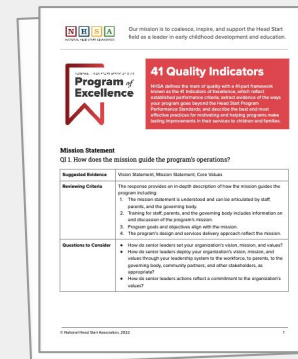 NHSA
NATIONAL HEAD START ASSOCIATION
Our mission is to coalesce, inspire, and support the Head Start
field as a leader in early childhood development and education.
Program of
Excellence
41 Quality Indicators
NHSA defines the mark of quality with a 41-part framework
known as the 41 Indicators of Excellence, which reflect
established performance criteria, extract evidence of the ways
your program goes beyond the Head Start Program
Performance Standards, and describe the best and most
effective practices for motivating and helping programs make
lasting improvements in their services to children and families.
Mission Statement
QI 1. How does the mission guide the program's operations?
Suggested Evidence
Vision Statement, Mission Statement, Core Values
Reviewing Criteria
The response provides an in-depth description of how the mission guides the
program including:
1. The mission statement is understood and can be articulated by staff,
parents, and the governing body.
2. Training for staff, parents, and the governing body includes information on
and discussion of the program's mission.
3. Program goals and objectives align with the mission.
4. The program's design and services delivery approach reflect the mission.
Questions to Consider
● How do senior leaders set your organization's vision, mission, and values?
● How do senior leaders deploy your organization's vision, mission, and
values through your leadership system to the workforce, to parents, to the
governing body, community partners, and other stakeholders, as
appropriate?
● How do senior leaders actions reflect a commitment to the organization's
values?
© National Head Start Association, 2022
1